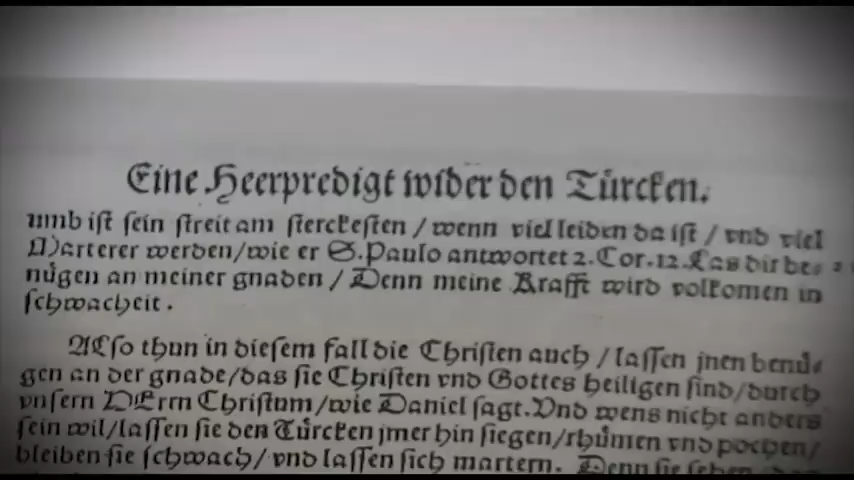 Eine Heerpredigt wider den Türcken.
umb ist sein streit am sterckesten / wenn viel leiden da ist / vnd viel
Marterer werden/wie er S.Paulo antwortet 2.Cor.12.Las dir be⸗
nügen an meiner gnaden / Denn meine Krafft wird volkomen in
schwacheit.
ALso thun in diesem fall die Christen auch / lassen jnen benü⸗
gen an der gnade/das sie Christen vnd Gottes heiligen sind/durch
vnsern HErrn Christum/wie Daniel sagt.Vnd wens nicht anders
sein wil/lassen sie den Türcken jmer hin siegen/rhümen vnd pochen/
bleiben sie schwach/ vnd lassen sich martern. Denn sie sehen